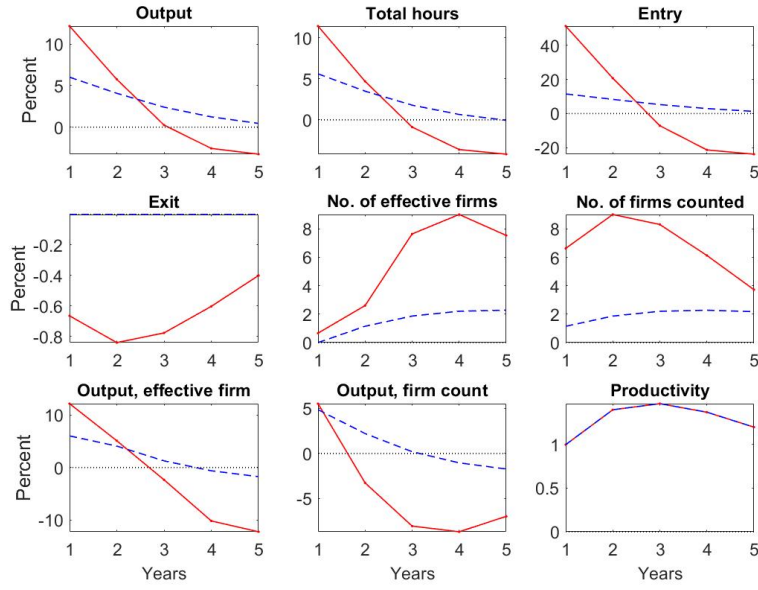 Output
Total hours
Entry
Percent
10
5
0
1 2 3 4 5
10
5
0
1 2 3 4 5
40
20
0
-20
1 2 3 4 5
Exit
No. of effective firms
No. of firms counted
Percent
-0.2
-0.4
-0.6
-0.8
1 2 3 4 5
8
6
4
2
0
1 2 3 4 5
8
6
4
2
0
1 2 3 4 5
Output, effective firm
Output, firm count
Productivity
Percent
10
0
-10
1 2 3 4 5
Years
5
0
-5
1 2 3 4 5
Years
1
0.5
0
1 2 3 4 5
Years